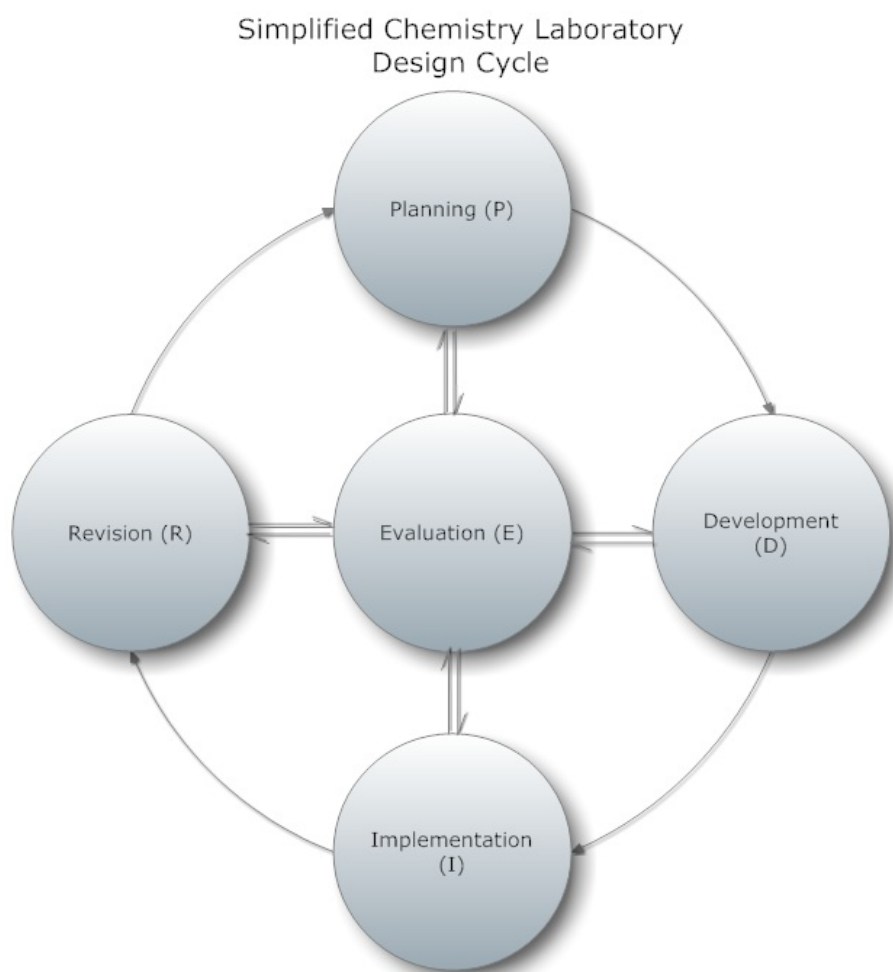 Simplified Chemistry Laboratory
Design Cycle
Planning (P)
Revision (R)
Evaluation (E)
Development
(D)
Implementation
(I)